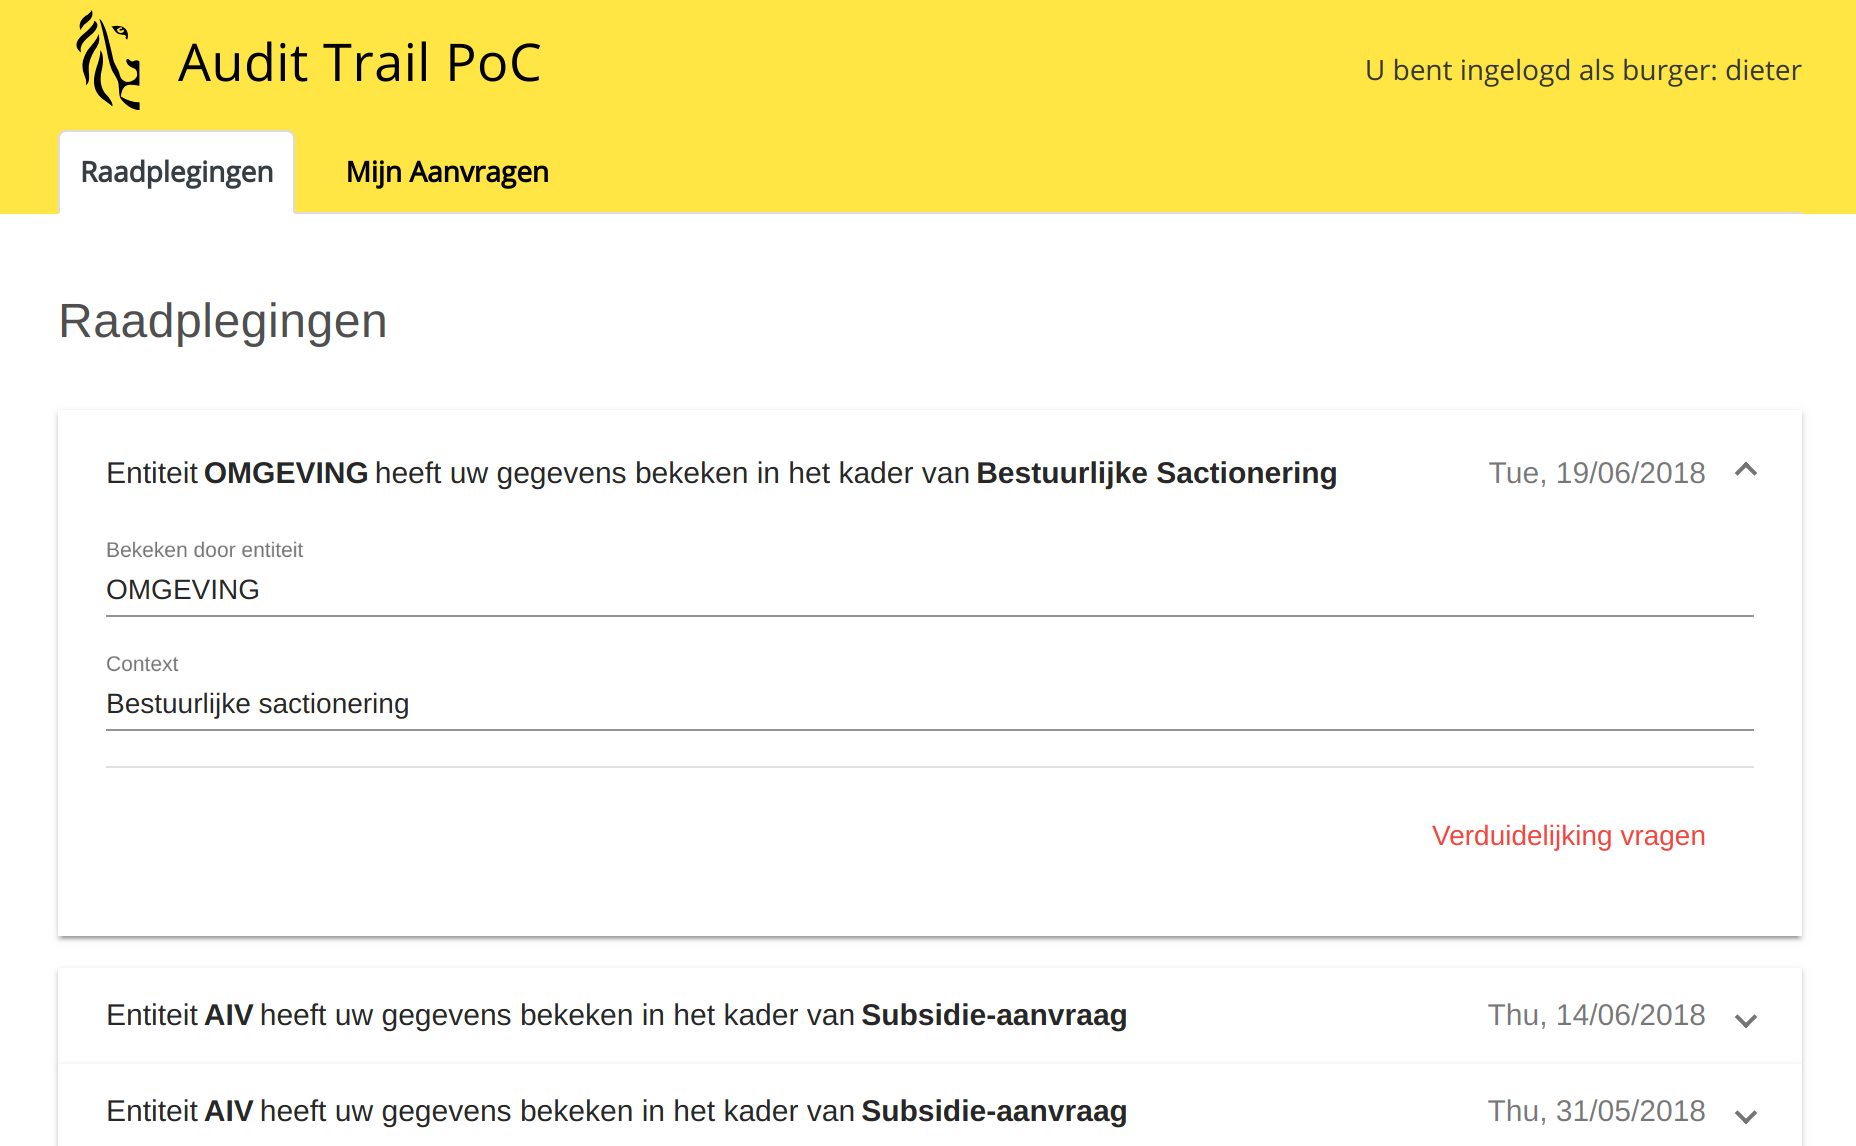 Audit Trail PoC
U bent ingelogd als burger: dieter
Raadplegingen
Mijn Aanvragen
Raadplegingen
Entiteit OMGEVING heeft uw gegevens bekeken in het kader van Bestuurlijke Sactionering
Tue, 19/06/2018
Bekeken door entiteit
OMGEVING
Context
Bestuurlijke sactionering
Verduidelijking vragen
Entiteit AIV heeft uw gegevens bekeken in het kader van Subsidie-aanvraag
Thu, 14/06/2018
Entiteit AIV heeft uw gegevens bekeken in het kader van Subsidie-aanvraag
Thu, 31/05/2018